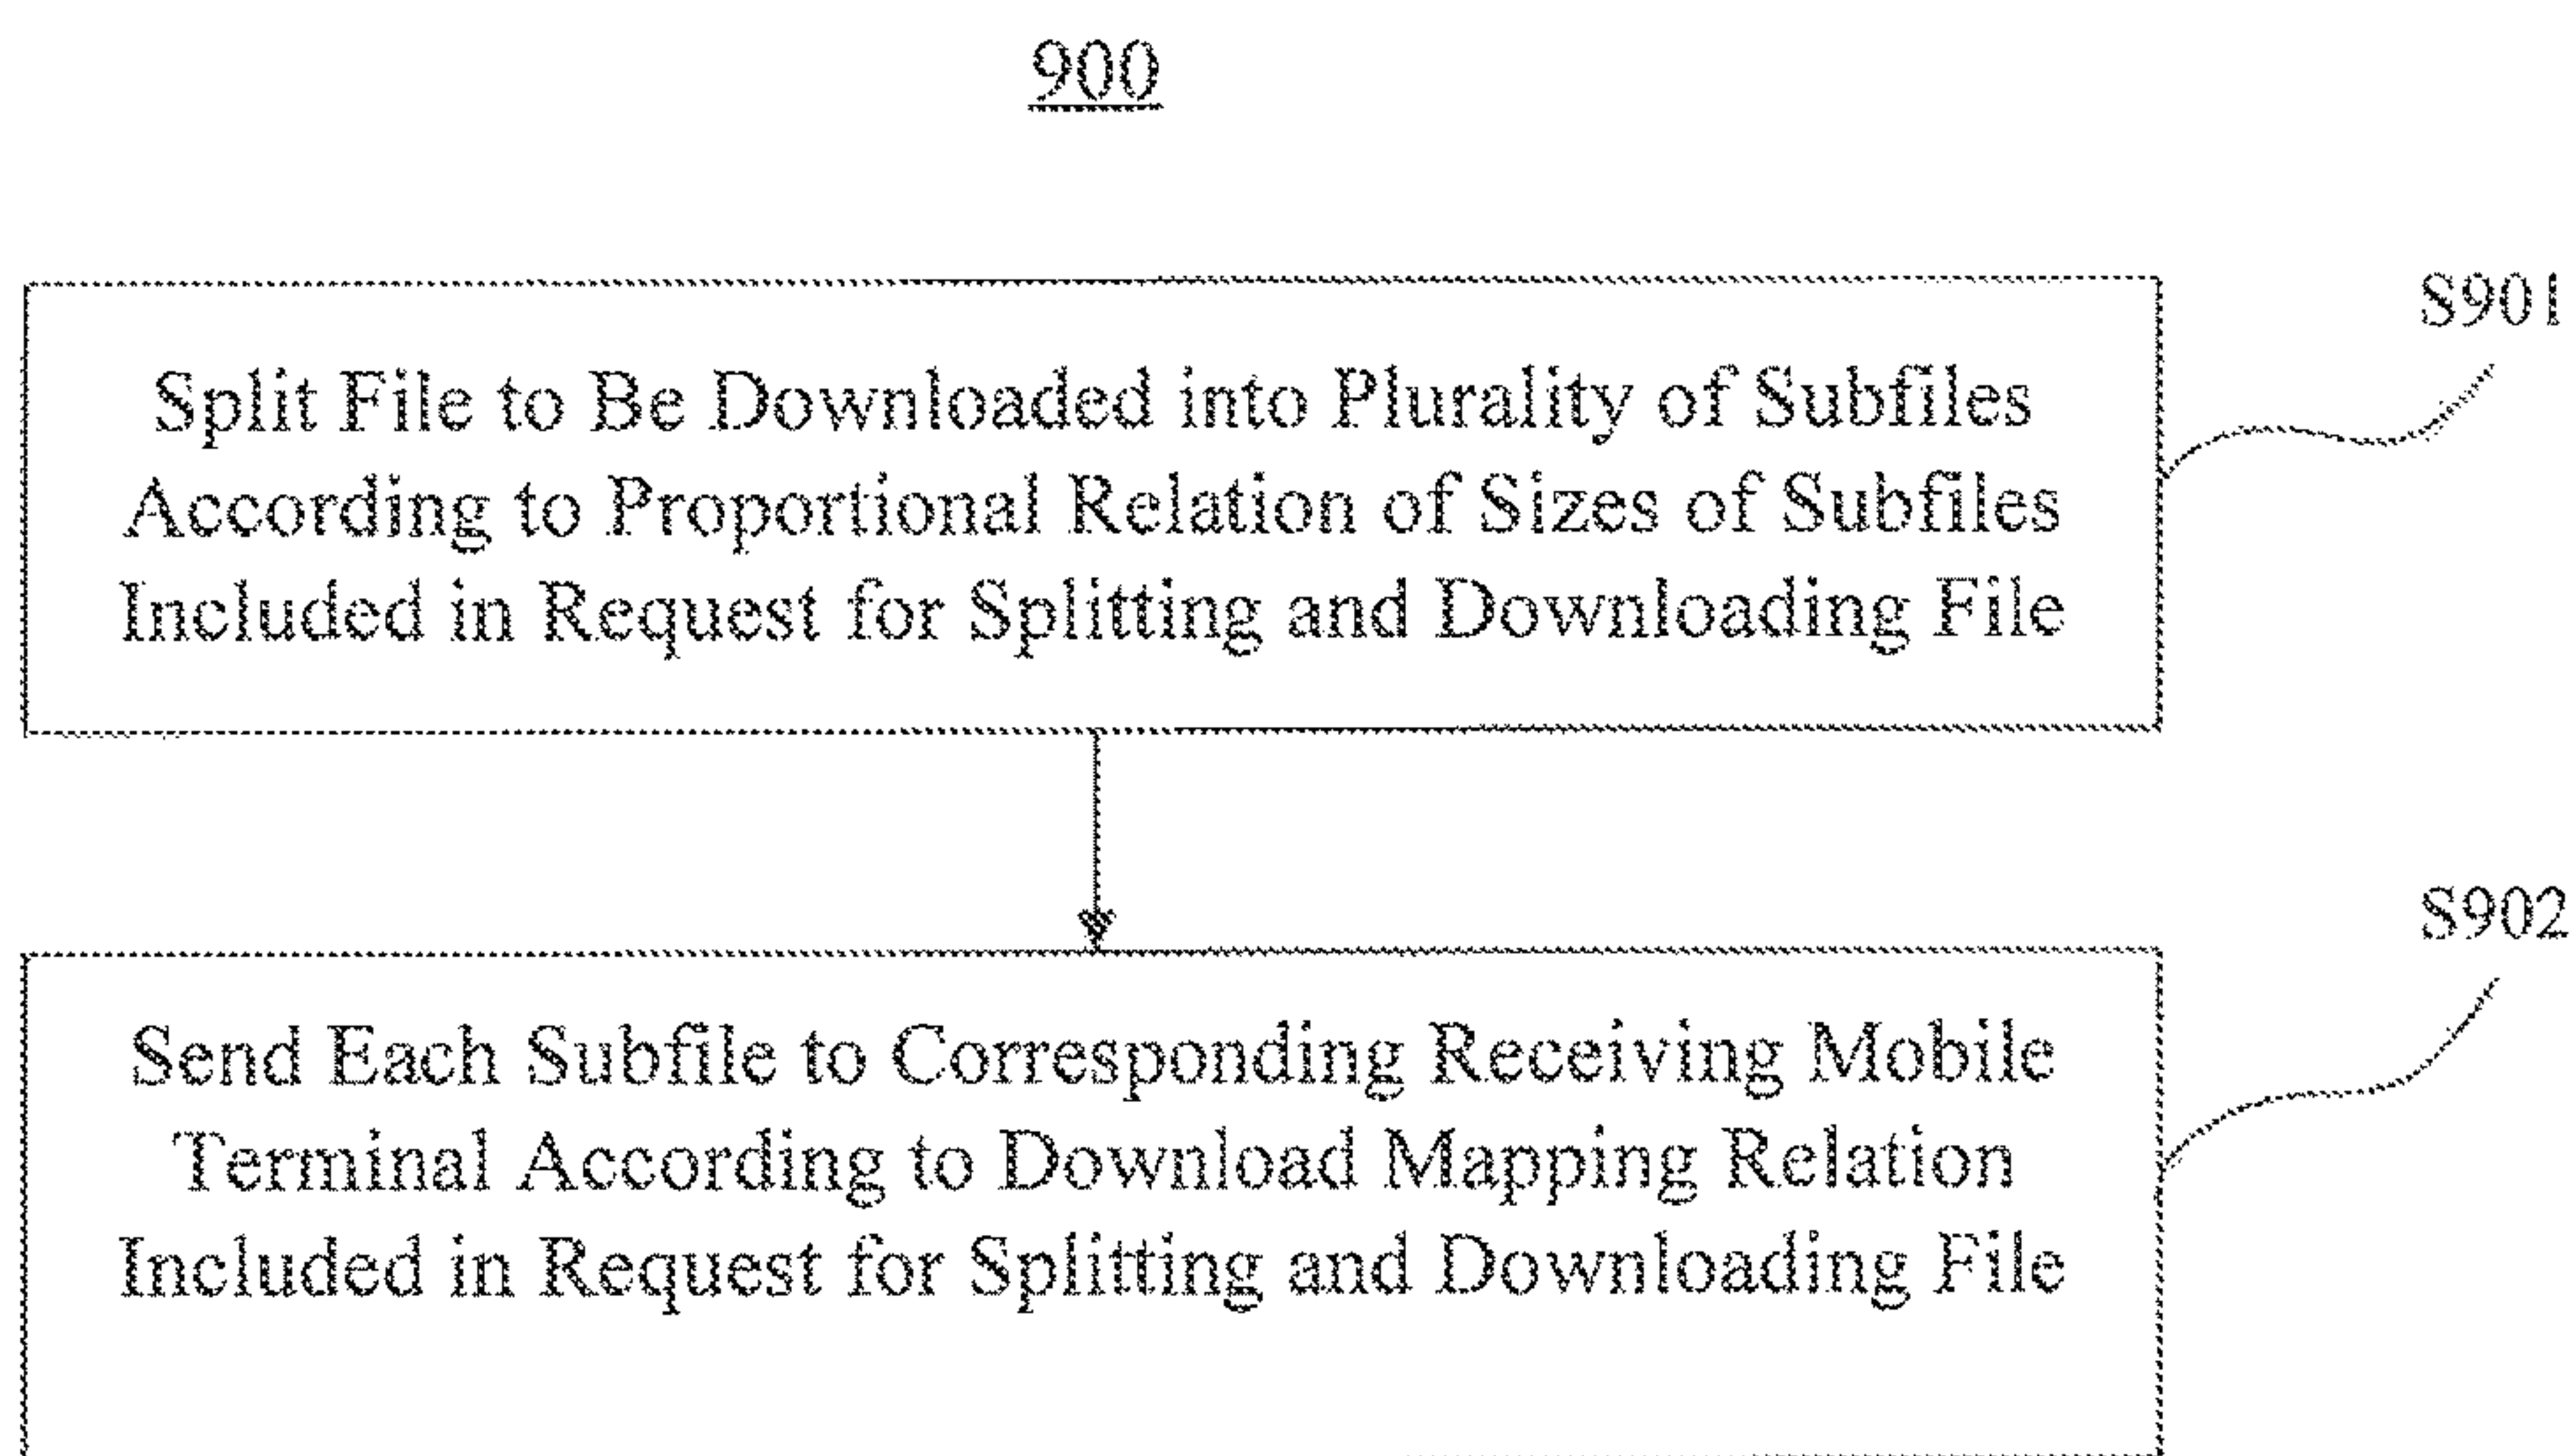 900
S901
Split File to Be Downloaded into Plurality of Subfiles
According to Proportional Relation of Sizes of Subfiles
Included in Request for Splitting and Downloading File
S902
Send Each Subfile to Corresponding Receiving Mobile
Terminal According to Download Mapping Relation
Included in Request for Splitting and Downloading File